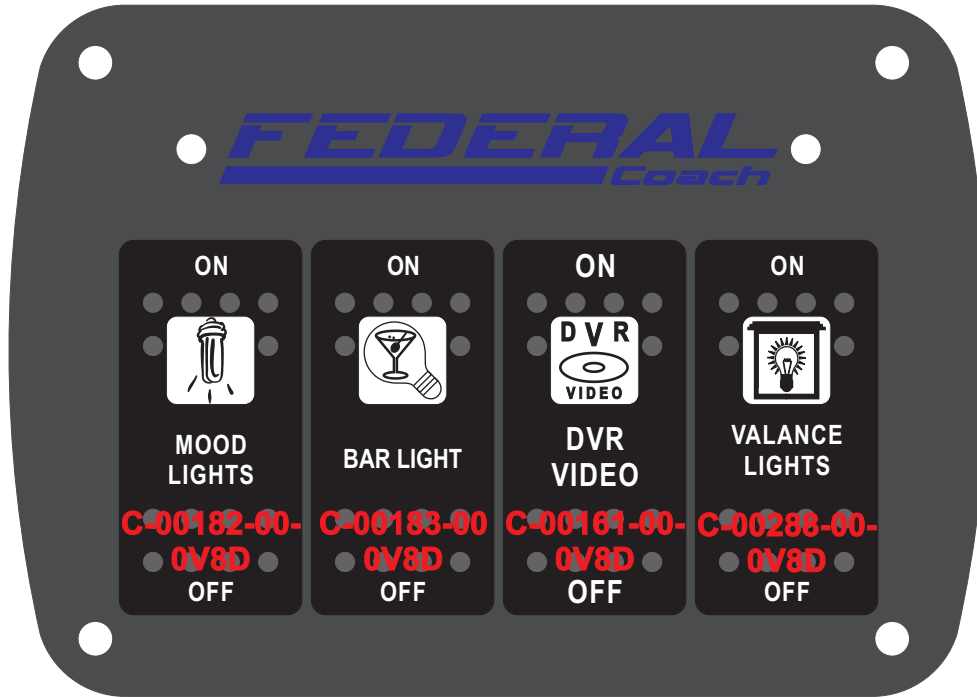 FEDERAL
Coach
ON
MOOD
LIGHTS
C-00182-00-
0V8D
OFF
ON
BAR LIGHT
C-00183-00
0V8D
OFF
ON
DVR
VIDEO
DVR
VIDEO
C-00161-00-
0V8D
OFF
ON
VALANCE
LIGHTS
C-00288-00-
0V8D
OFF